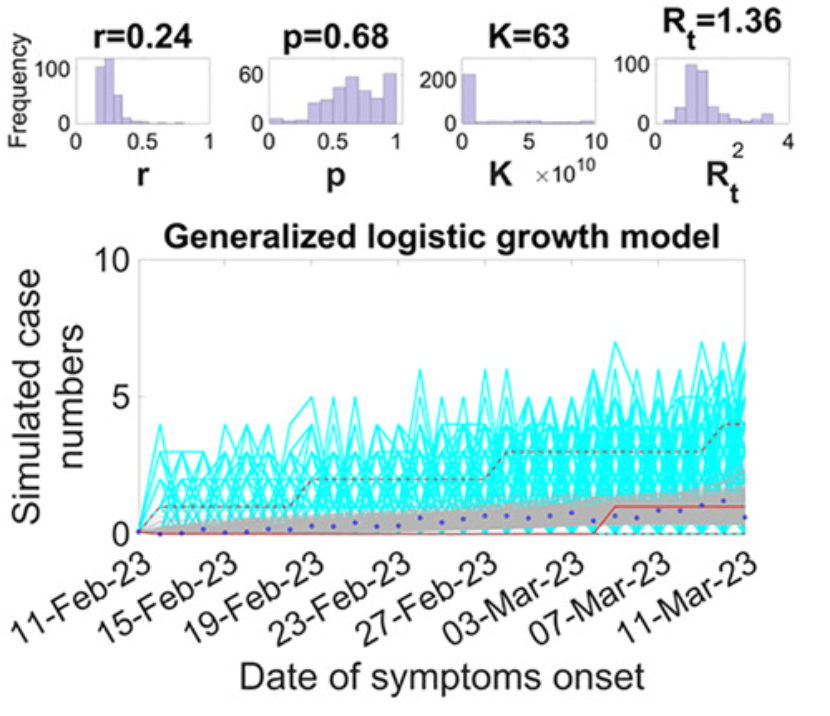 r=0.24 p=0.68 K=63 Rt=1.36
Frequency
100 60 200 100
0 0 0 0
0 0.5 1 0 0.5 1 0 5 10 0 2 4
r p K ×10^10 Rt
Generalized logistic growth model
Simulated case
numbers
10
5
0
11-Feb-23 15-Feb-23 19-Feb-23 23-Feb-23 27-Feb-23 03-Mar-23 07-Mar-23 11-Mar-23
Date of symptoms onset